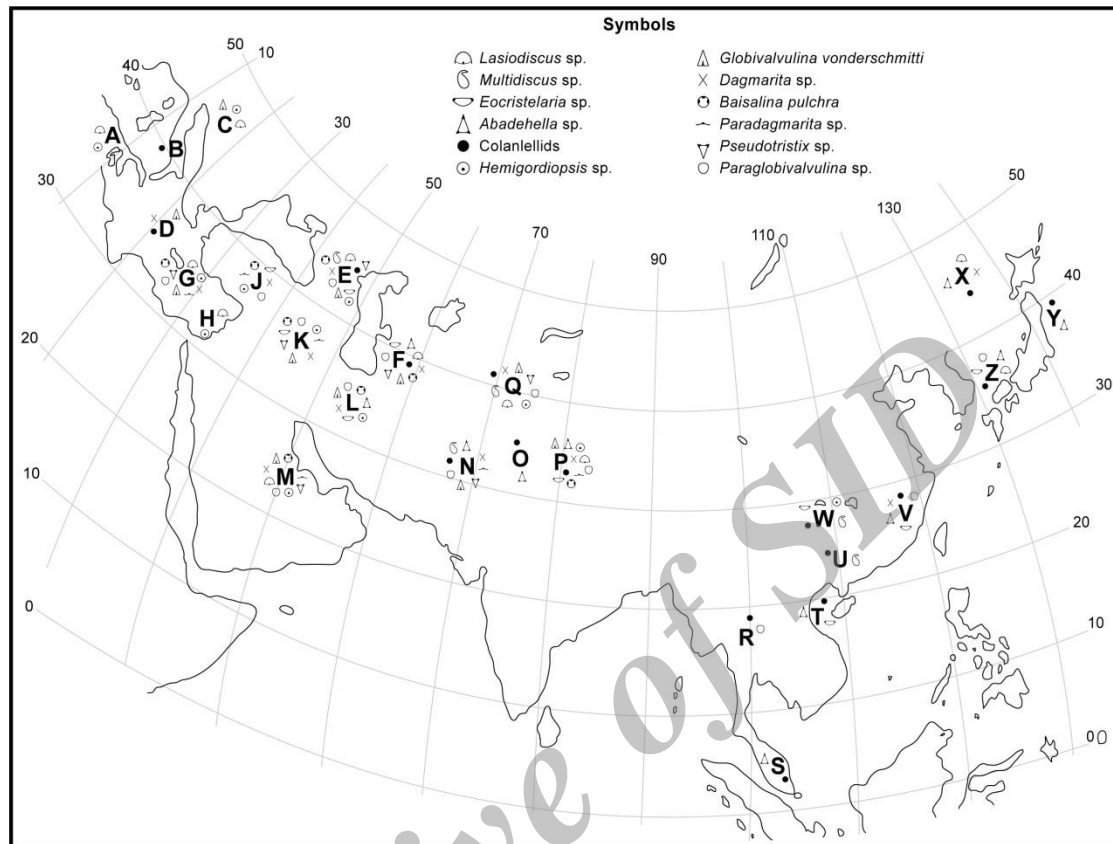 Symbols
Lasiodiscus sp.
Multidiscus sp.
Eocristelaria sp.
Abadehella sp.
Colanlellids
Hemigordiopsis sp.
Globivalvulina vonderschmitti
Dagmarita sp.
Baisalina pulchra
Paradagmarita sp.
Pseudotristix sp.
Paraglobivalvulina sp.
50 10
40
30
30
50
70
90
110
130
50
40
30
20
10
0
20
10
0
A
B
C
D
E
F
G
H
J
K
L
M
N
O
P
Q
R
S
T
U
V
W
X
Y
Z
ive of SID